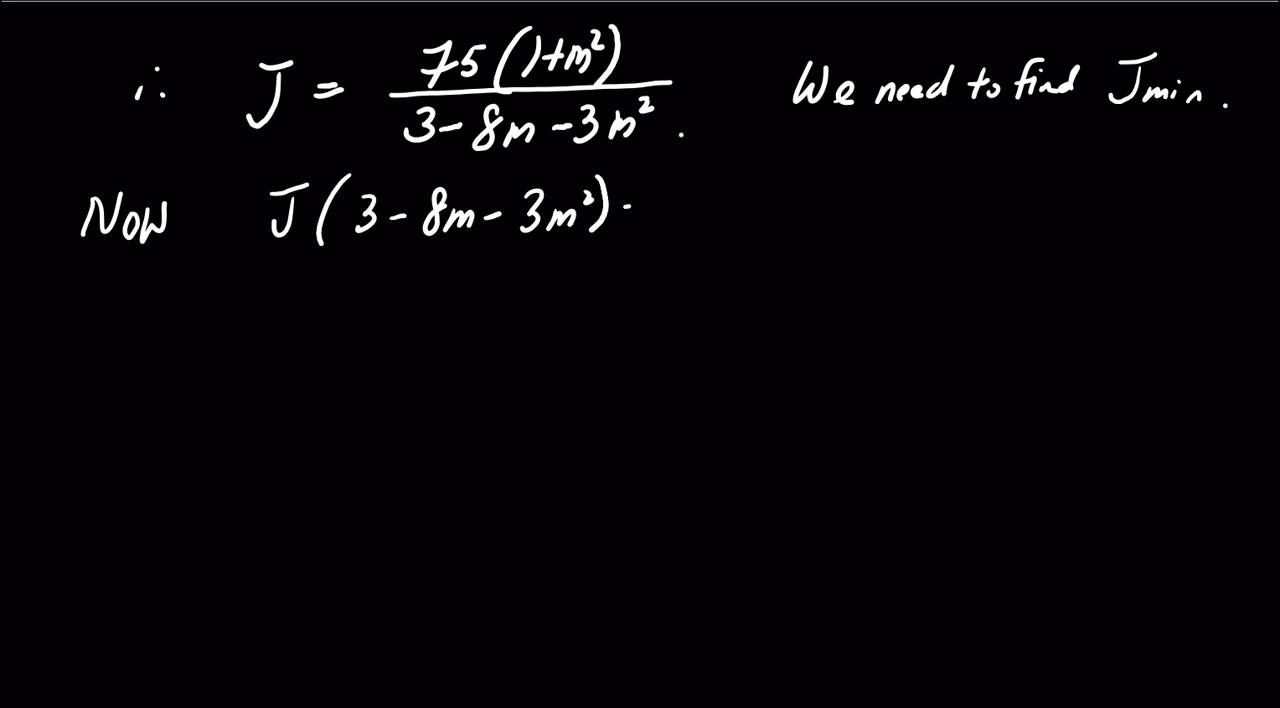 ∴ J = 75(1+m²) / 3-8m-3m². We need to find Jmin.
Now J(3-8m-3m²)-